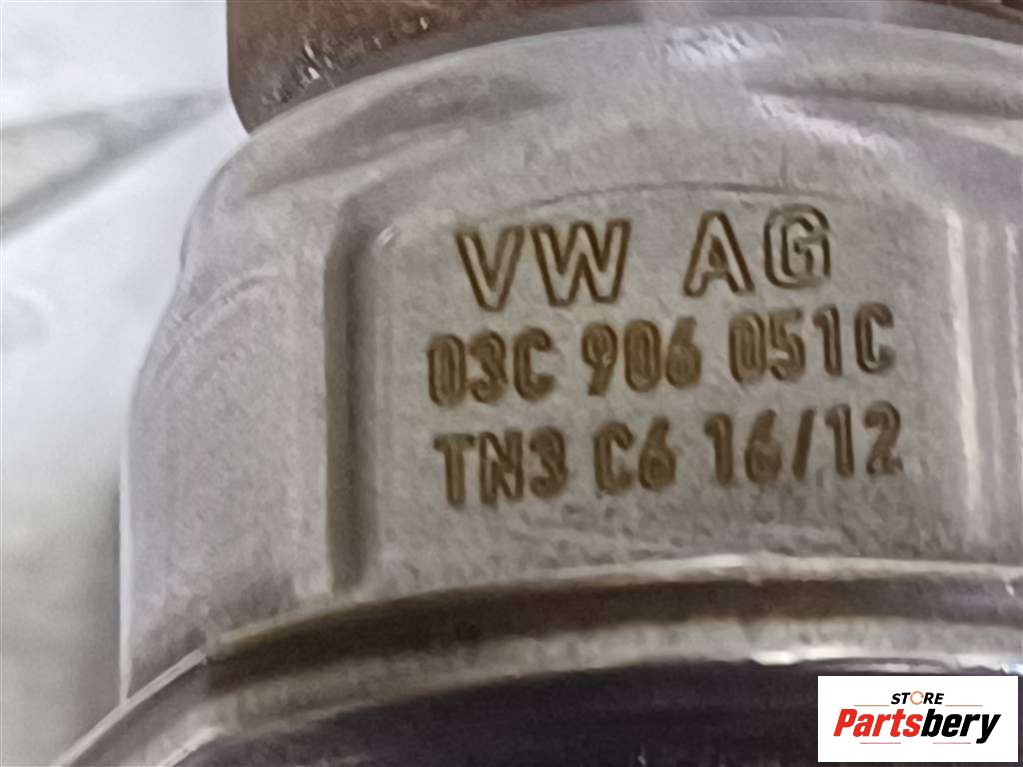 VW AG
03C 906 051C
TN3 C6 16/12
STORE
Partsbery